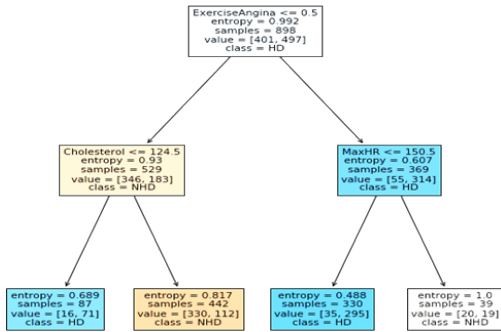 ExerciseAngina <= 0.5
entropy = 0.992
samples = 898
value = [401, 497]
class = HD
Cholesterol <= 124.5
entropy = 0.93
samples = 529
value = [346, 183]
class = NHD
MaxHR <= 150.5
entropy = 0.607
samples = 369
value = [55, 314]
class = HD
entropy = 0.689
samples = 87
value = [16, 71]
class = HD
entropy = 0.817
samples = 442
value = [330, 112]
class = NHD
entropy = 0.488
samples = 330
value = [35, 295]
class = HD
entropy = 1.0
samples = 39
value = [20, 19]
class = NHD